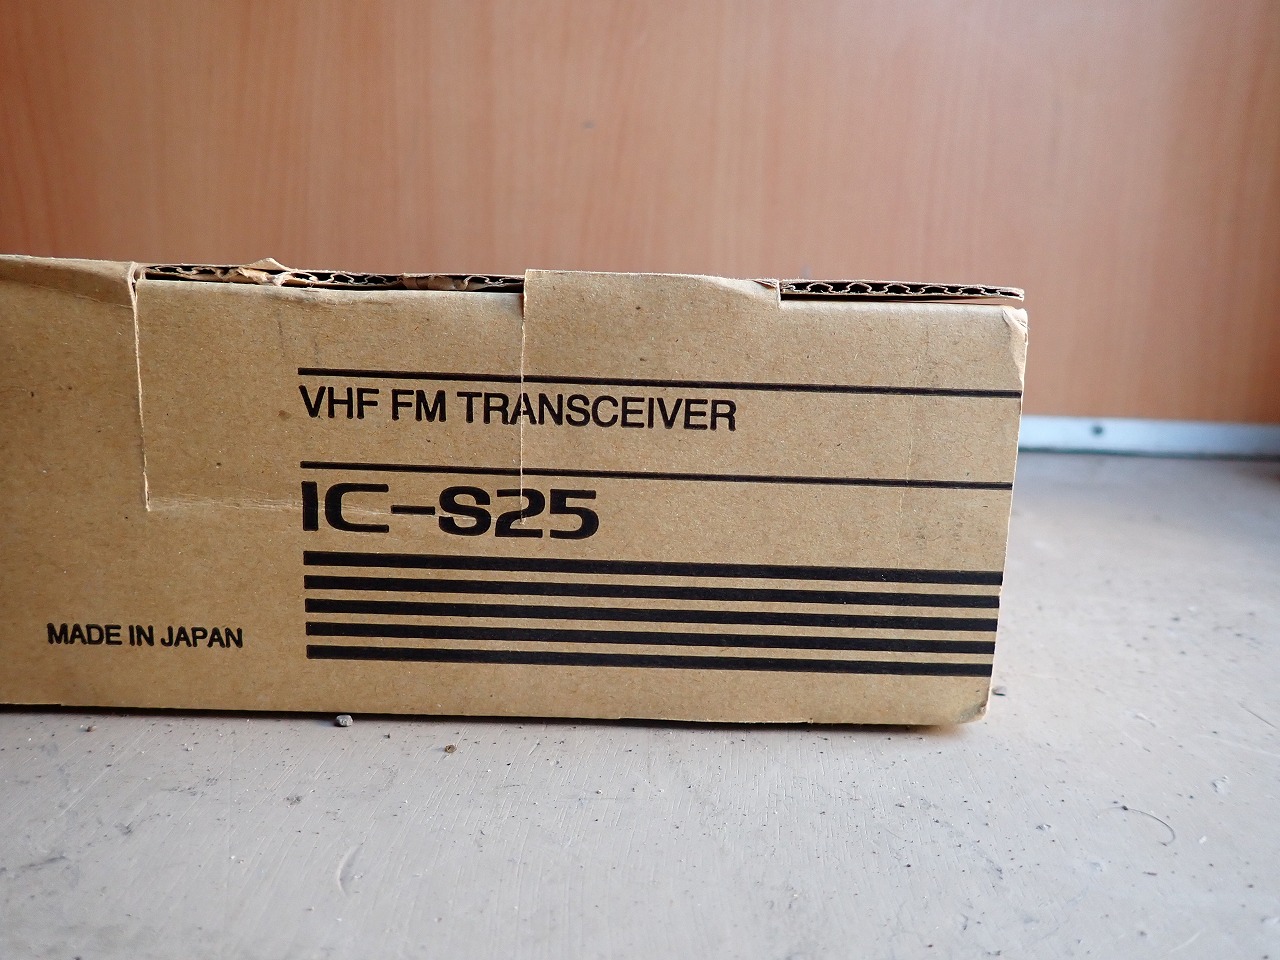 VHF FM TRANSCEIVER
IC-S25
MADE IN JAPAN